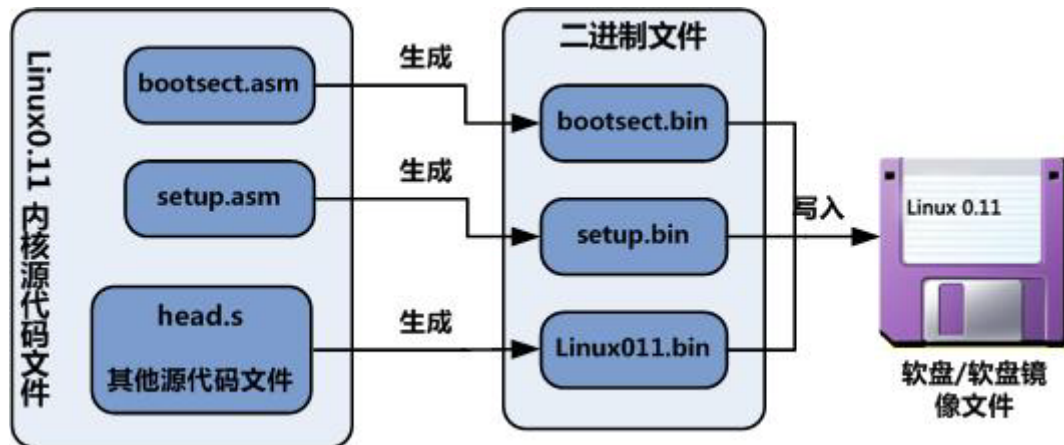 Linux0.11 内核源代码文件
bootsect.asm
setup.asm
head.s
其他源代码文件
生成
生成
生成
二进制文件
bootsect.bin
setup.bin
Linux011.bin
写入
Linux 0.11
软盘/软盘镜
像文件